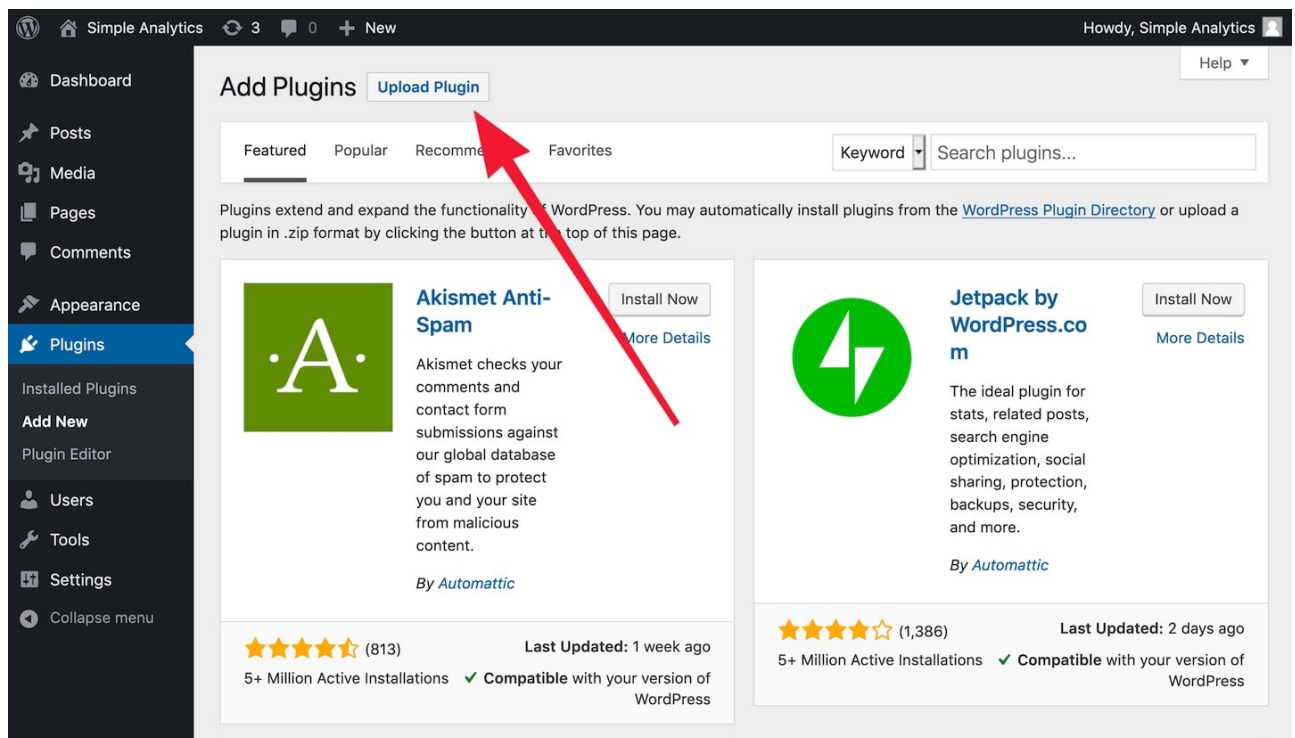 Simple Analytics 3 0 New Howdy, Simple Analytics
Help
Dashboard
Posts
Media
Pages
Comments
Appearance
Plugins
Installed Plugins
Add New
Plugin Editor
Users
Tools
Settings
Collapse menu
Add Plugins Upload Plugin
Featured Popular Favorites Keyword Search plugins...
Plugins extend and expand the functionality WordPress. You may automatically install plugins from the WordPress Plugin Directory or upload a
plugin in .zip format by clicking the button at the top of this page.
A
Akismet Anti-
Spam
Install Now
More Details
Akismet checks your
comments and
contact form
submissions against
our global database
of spam to protect
you and your site
from malicious
content.
By Automattic
(813) Last Updated: 1 week ago
5+ Million Active Installations Compatible with your version of
WordPress
Jetpack by
WordPress.co
m
Install Now
More Details
The ideal plugin for
stats, related posts,
search engine
optimization, social
sharing, protection,
backups, security,
and more.
By Automattic
(1,386) Last Updated: 2 days ago
5+ Million Active Installations Compatible with your version of
WordPress